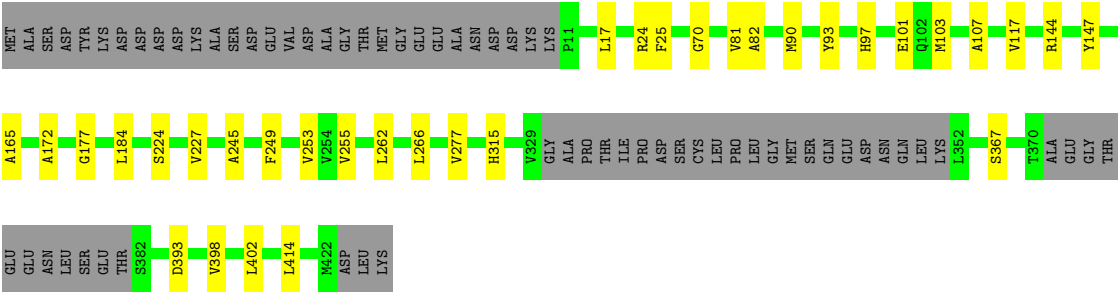 MET ALA SER ASP TYR LYS ASP ASP ASP ASP LYS ALA SER ASP GLU VAL ASP ALA GLY THR MET GLY GLU GLU ALA ASN ASP ASP LYS LYS P11 L17 R24 F25 G70 V81 A82 M90 Y93 H97 E101 Q102 M103 A107 V117 R144 Y147
A165 A172 G177 L184 S224 V227 A245 F249 V253 V254 V255 L262 L266 V277 H315 V329 GLY ALA PRO THR ILE PRO ASP SER CYS LEU PRO LEU GLY MET SER GLN GLU ASP ASN GLN LEU LYS L352 S367 T370 ALA GLU GLY THR
GLU GLU ASN LEU SER GLU THR S382 D393 V398 L402 L414 M422 ASP LEU LYS